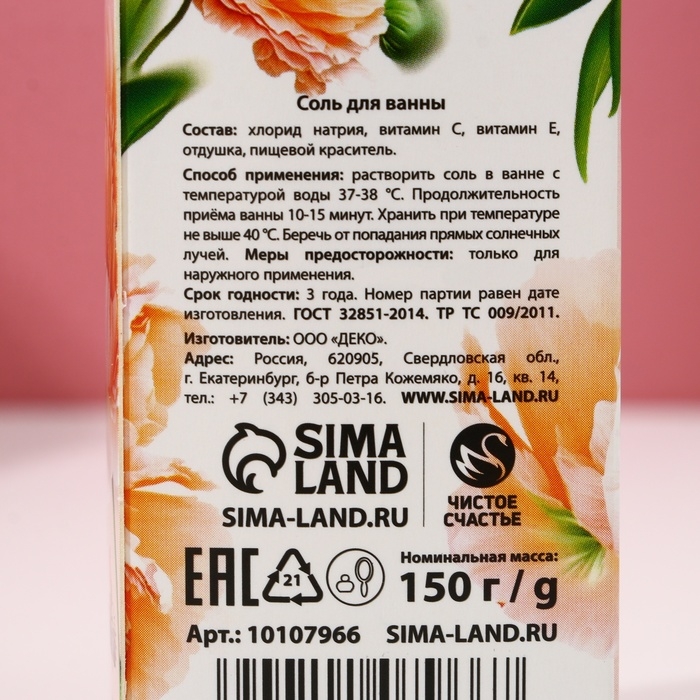 Соль для ванны
Состав: хлорид натрия, витамин С, витамин Е,
отдушка, пищевой краситель.
Способ применения: растворить соль в ванне с
температурой воды 37-38 °С. Продолжительность
приёма ванны 10-15 минут. Хранить при температуре
не выше 40 °С. Беречь от попадания прямых солнечных
лучей. Меры предосторожности: только для
наружного применения.
Срок годности: 3 года. Номер партии равен дате
изготовления. ГОСТ 32851-2014. ТР ТС 009/2011.
Изготовитель: ООО «ДЕКО».
Адрес: Россия, 620905, Свердловская обл.,
г. Екатеринбург, б-р Петра Кожемяко, д. 16, кв. 14,
тел.: +7 (343) 305-03-16. WWW.SIMA-LAND.RU
SIMA
LAND
SIMA-LAND.RU
ЧИСТОЕ
СЧАСТЬЕ
EAC
21
Номинальная масса:
150 г / g
Арт.: 10107966 SIMA-LAND.RU